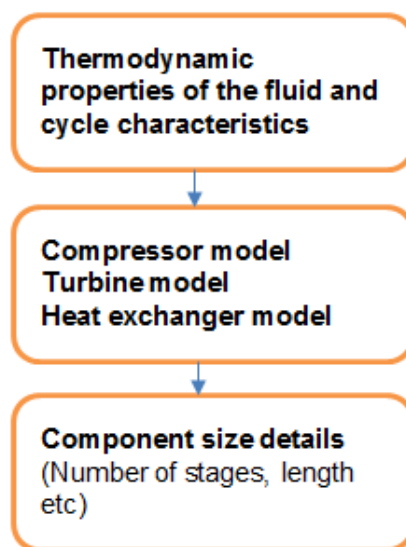 Thermodynamic
properties of the fluid and
cycle characteristics
Compressor model
Turbine model
Heat exchanger model
Component size details
(Number of stages, length
etc)